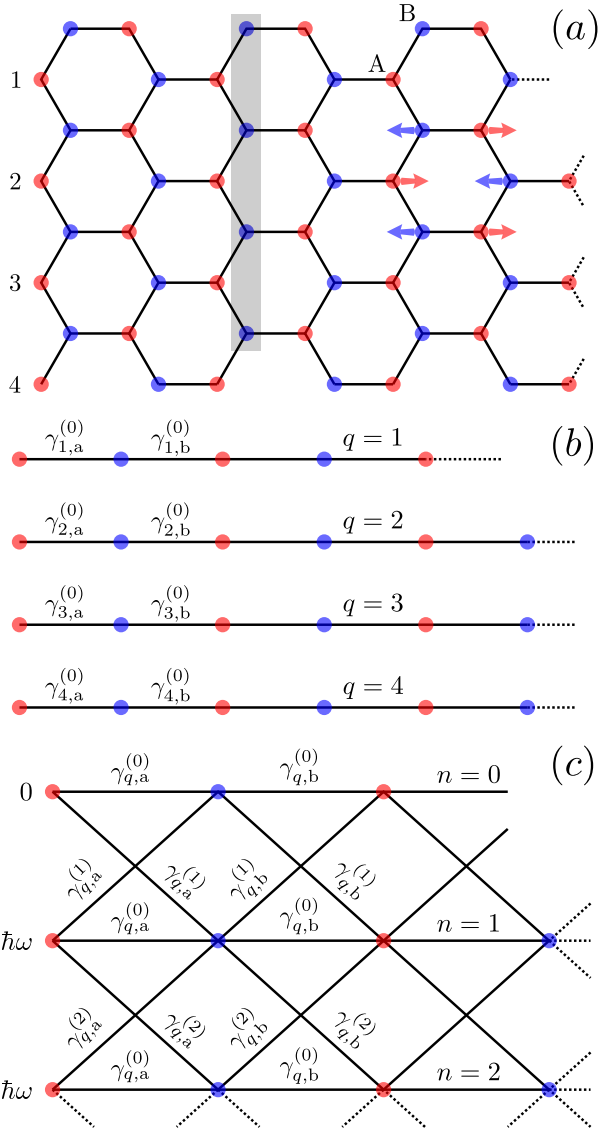 (a)
B
A
1
2
3
4
(b)
γ_{1,a}^{(0)} γ_{1,b}^{(0)} q = 1
γ_{2,a}^{(0)} γ_{2,b}^{(0)} q = 2
γ_{3,a}^{(0)} γ_{3,b}^{(0)} q = 3
γ_{4,a}^{(0)} γ_{4,b}^{(0)} q = 4
(c)
0 γ_{q,a}^{(0)} γ_{q,b}^{(0)} n = 0
γ_{q,a}^{(1)} γ_{q,a}^{(1)} γ_{q,b}^{(1)} γ_{q,b}^{(1)}
ħω γ_{q,a}^{(0)} γ_{q,b}^{(0)} n = 1
γ_{q,a}^{(2)} γ_{q,a}^{(2)} γ_{q,b}^{(2)} γ_{q,b}^{(2)}
ħω γ_{q,a}^{(0)} γ_{q,b}^{(0)} n = 2